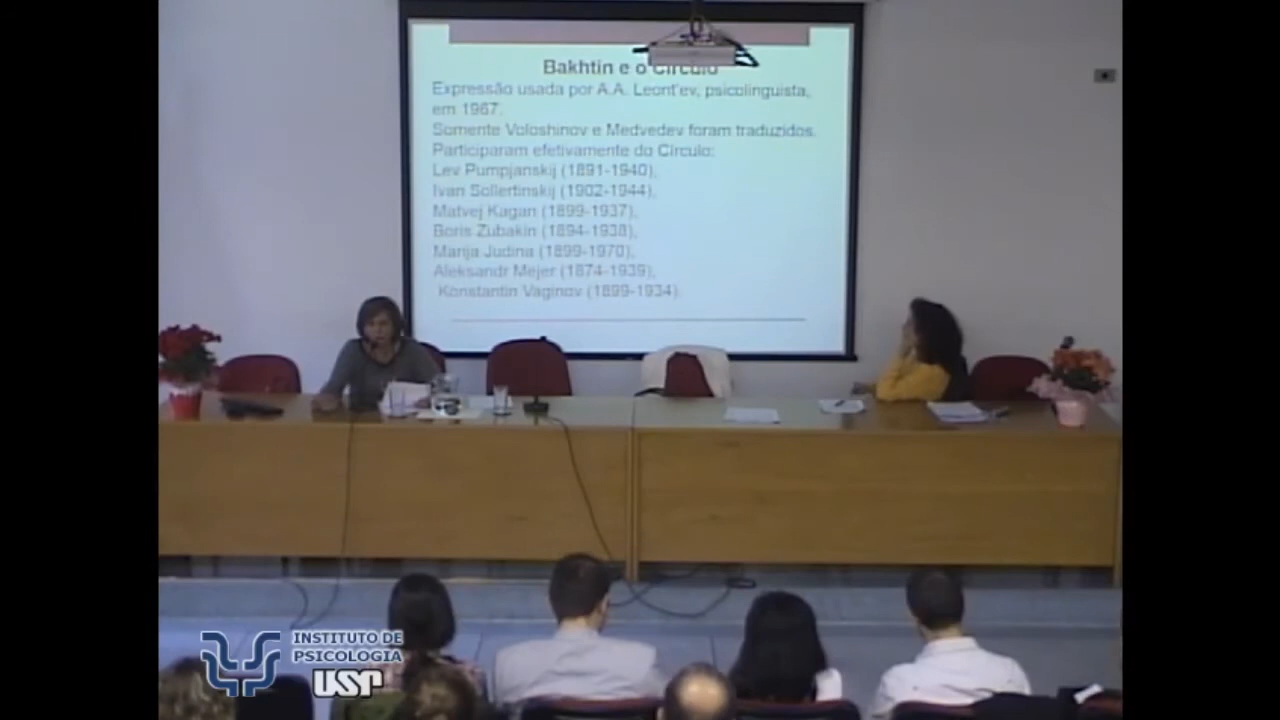 Bakhtin e o Círculo
Expressão usada por A.A. Leont'ev, psicolinguista,
em 1967.
Somente Voloshinov e Medvedev foram traduzidos.
Participaram efetivamente do Círculo:
Lev Pumpjanskij (1891-1940),
Ivan Sollertinskij (1902-1944),
Matvej Kagan (1899-1937),
Boris Zubakin (1894-1938),
Marija Judina (1899-1970),
Aleksandr Mejer (1874-1939),
Konstantin Vaginov (1899-1934).
INSTITUTO DE
PSICOLOGIA
USP